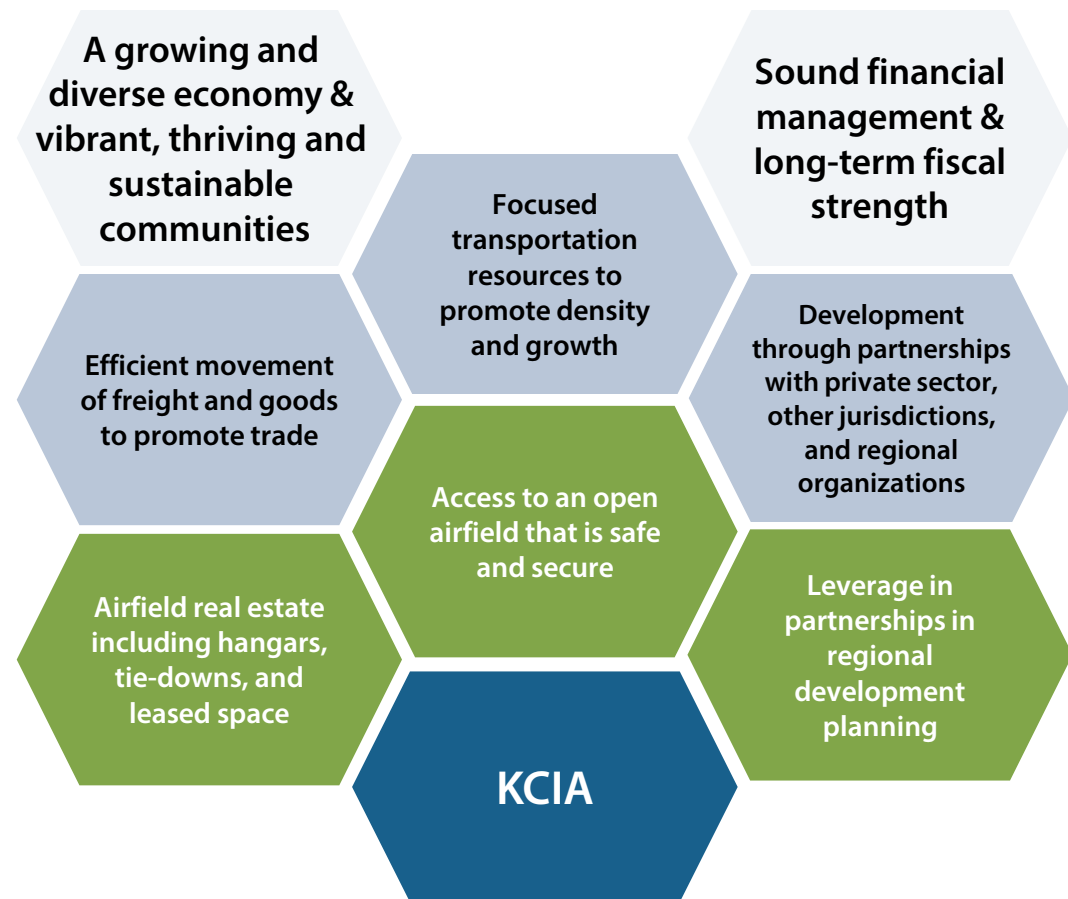 A growing and
diverse economy &
vibrant, thriving and
sustainable
communities
Sound financial
management &
long-term fiscal
strength
Focused
transportation
resources to
promote density
and growth
Efficient movement
of freight and goods
to promote trade
Development
through partnerships
with private sector,
other jurisdictions,
and regional
organizations
Access to an open
airfield that is safe
and secure
Airfield real estate
including hangars,
tie-downs, and
leased space
Leverage in
partnerships in
regional
development
planning
KCIA